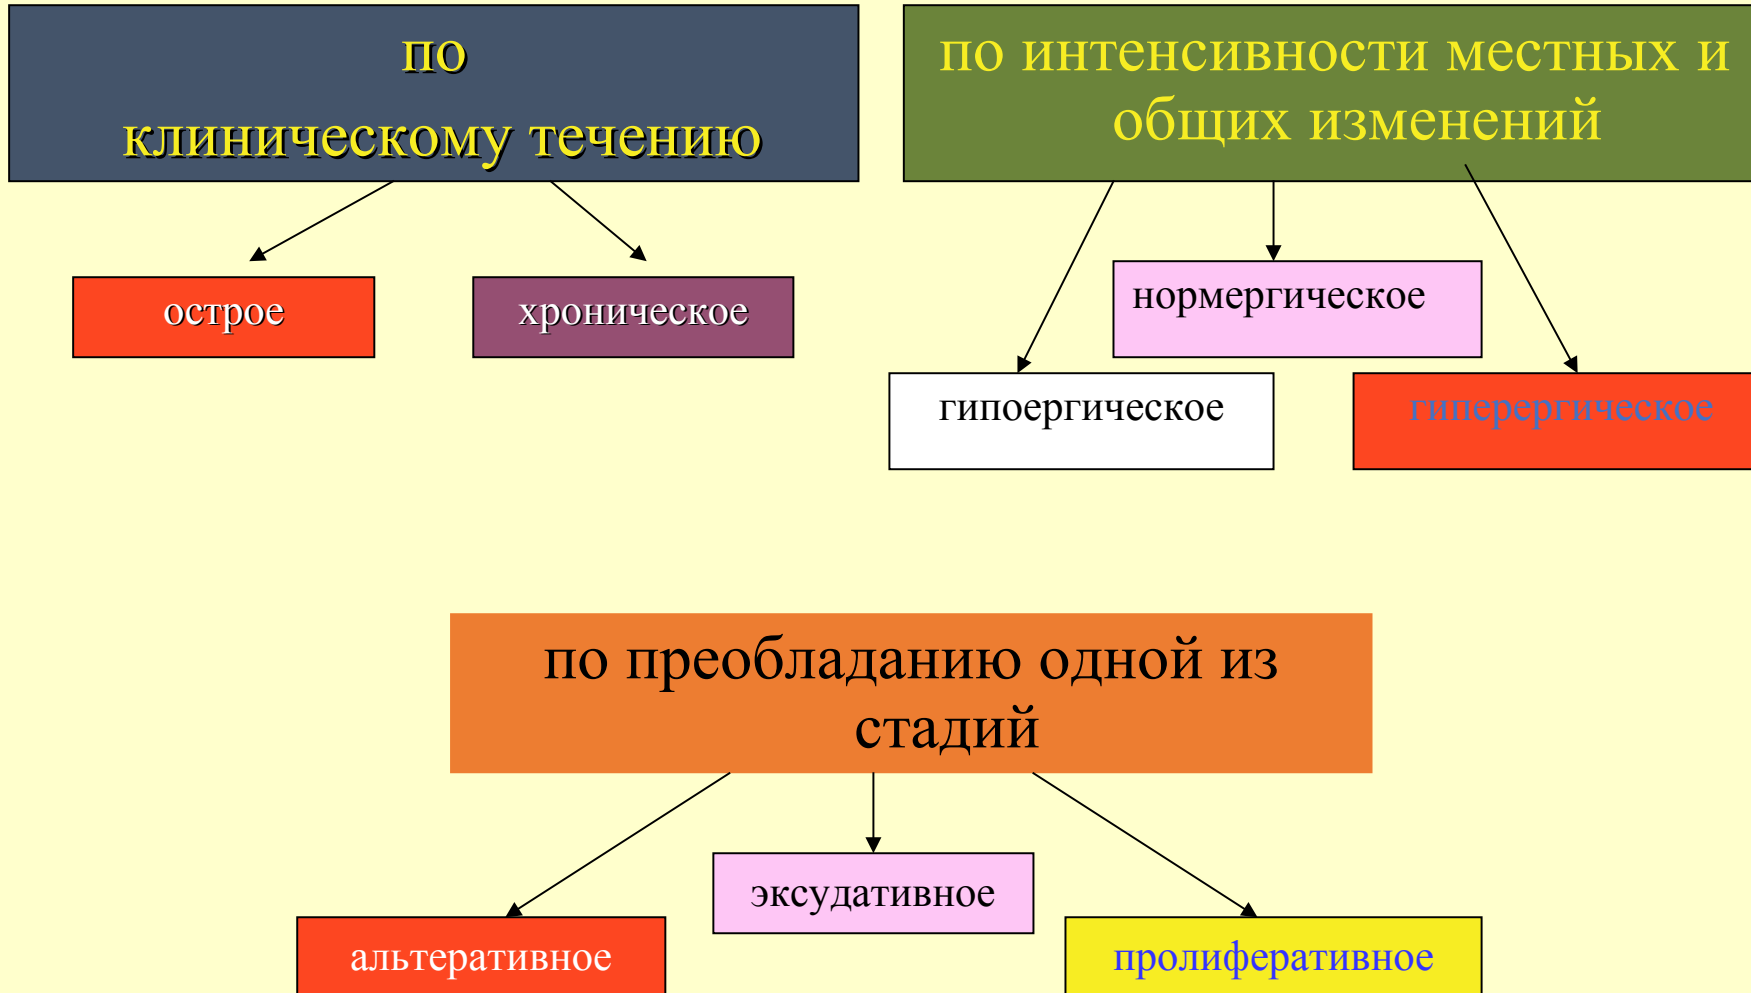 по
клиническому течению
острое
хроническое
по интенсивности местных и
общих изменений
нормергическое
гипоергическое
гиперергическое
по преобладанию одной из
стадий
эксудативное
альтеративное
пролиферативное